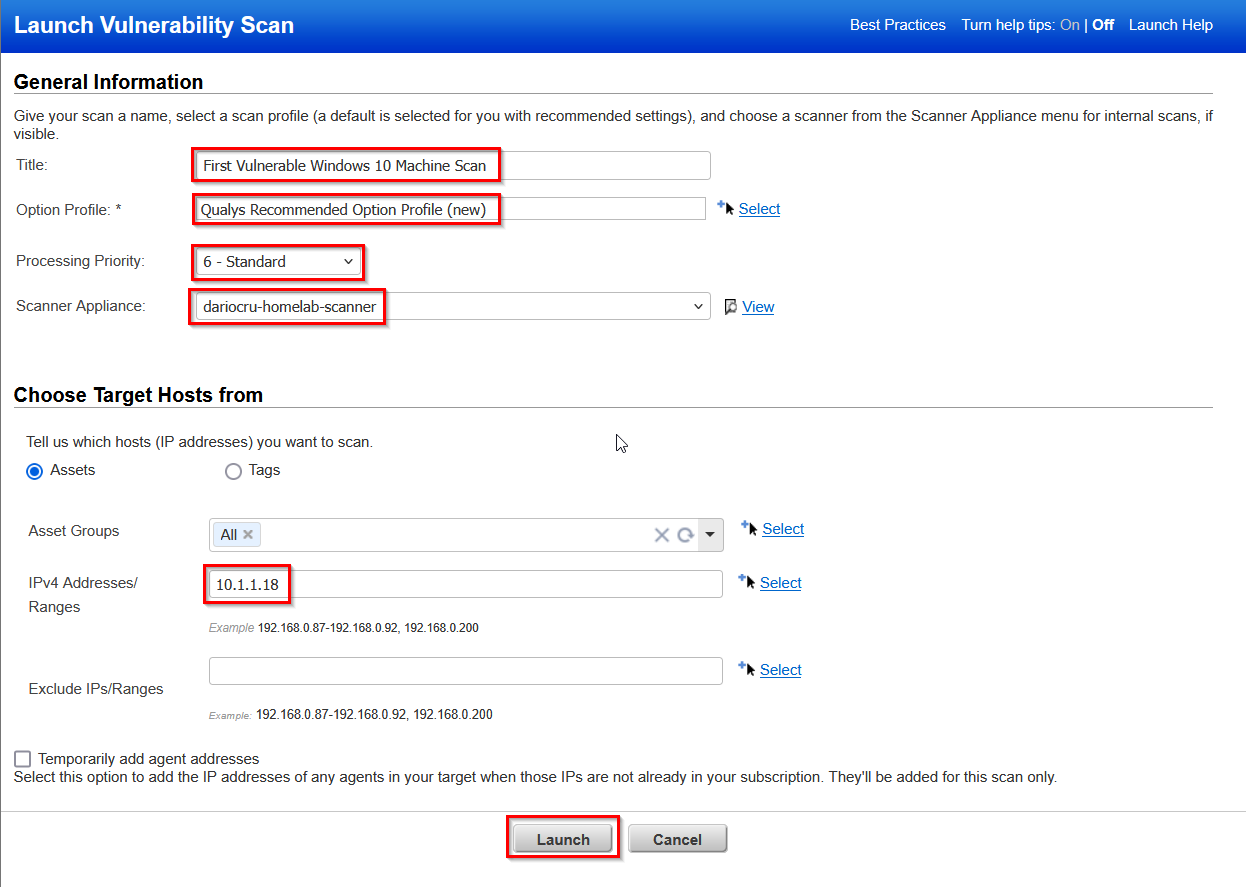 Launch Vulnerability Scan
Best Practices Turn help tips: On | Off Launch Help
General Information
Give your scan a name, select a scan profile (a default is selected for you with recommended settings), and choose a scanner from the Scanner Appliance menu for internal scans, if
visible.
Title: First Vulnerable Windows 10 Machine Scan
Option Profile: * Qualys Recommended Option Profile (new) Select
Processing Priority: 6 - Standard
Scanner Appliance: dariocru-homelab-scanner View
Choose Target Hosts from
Tell us which hosts (IP addresses) you want to scan.
Assets Tags
Asset Groups All Select
IPv4 Addresses/
Ranges
10.1.1.18 Select
Example 192.168.0.87-192.168.0.92, 192.168.0.200
Exclude IPs/Ranges Select
Example: 192.168.0.87-192.168.0.92, 192.168.0.200
Temporarily add agent addresses
Select this option to add the IP addresses of any agents in your target when those IPs are not already in your subscription. They'll be added for this scan only.
Launch Cancel